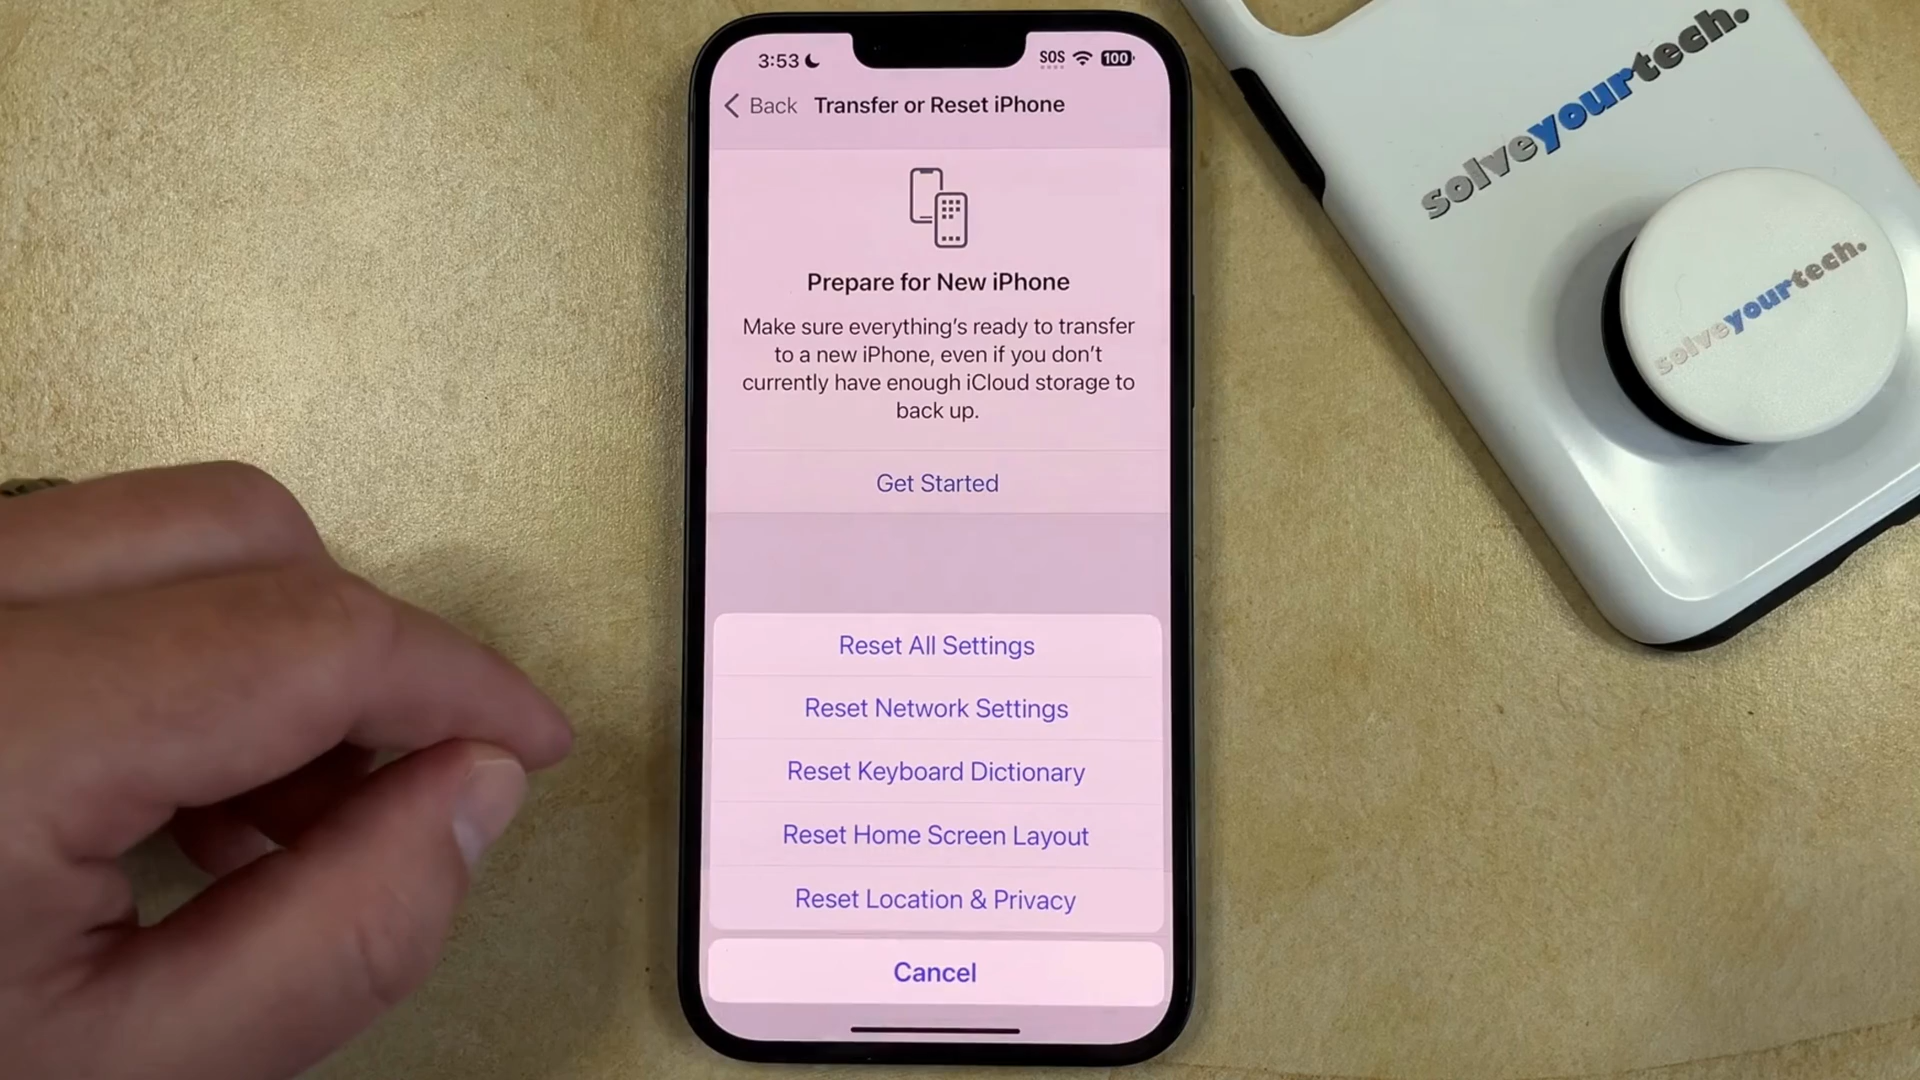 3:53
SOS
100
Back
Transfer or Reset iPhone
Prepare for New iPhone
Make sure everything's ready to transfer
to a new iPhone, even if you don't
currently have enough iCloud storage to
back up.
Get Started
Reset All Settings
Reset Network Settings
Reset Keyboard Dictionary
Reset Home Screen Layout
Reset Location & Privacy
Cancel
solveyourtech.
solveyourtech.